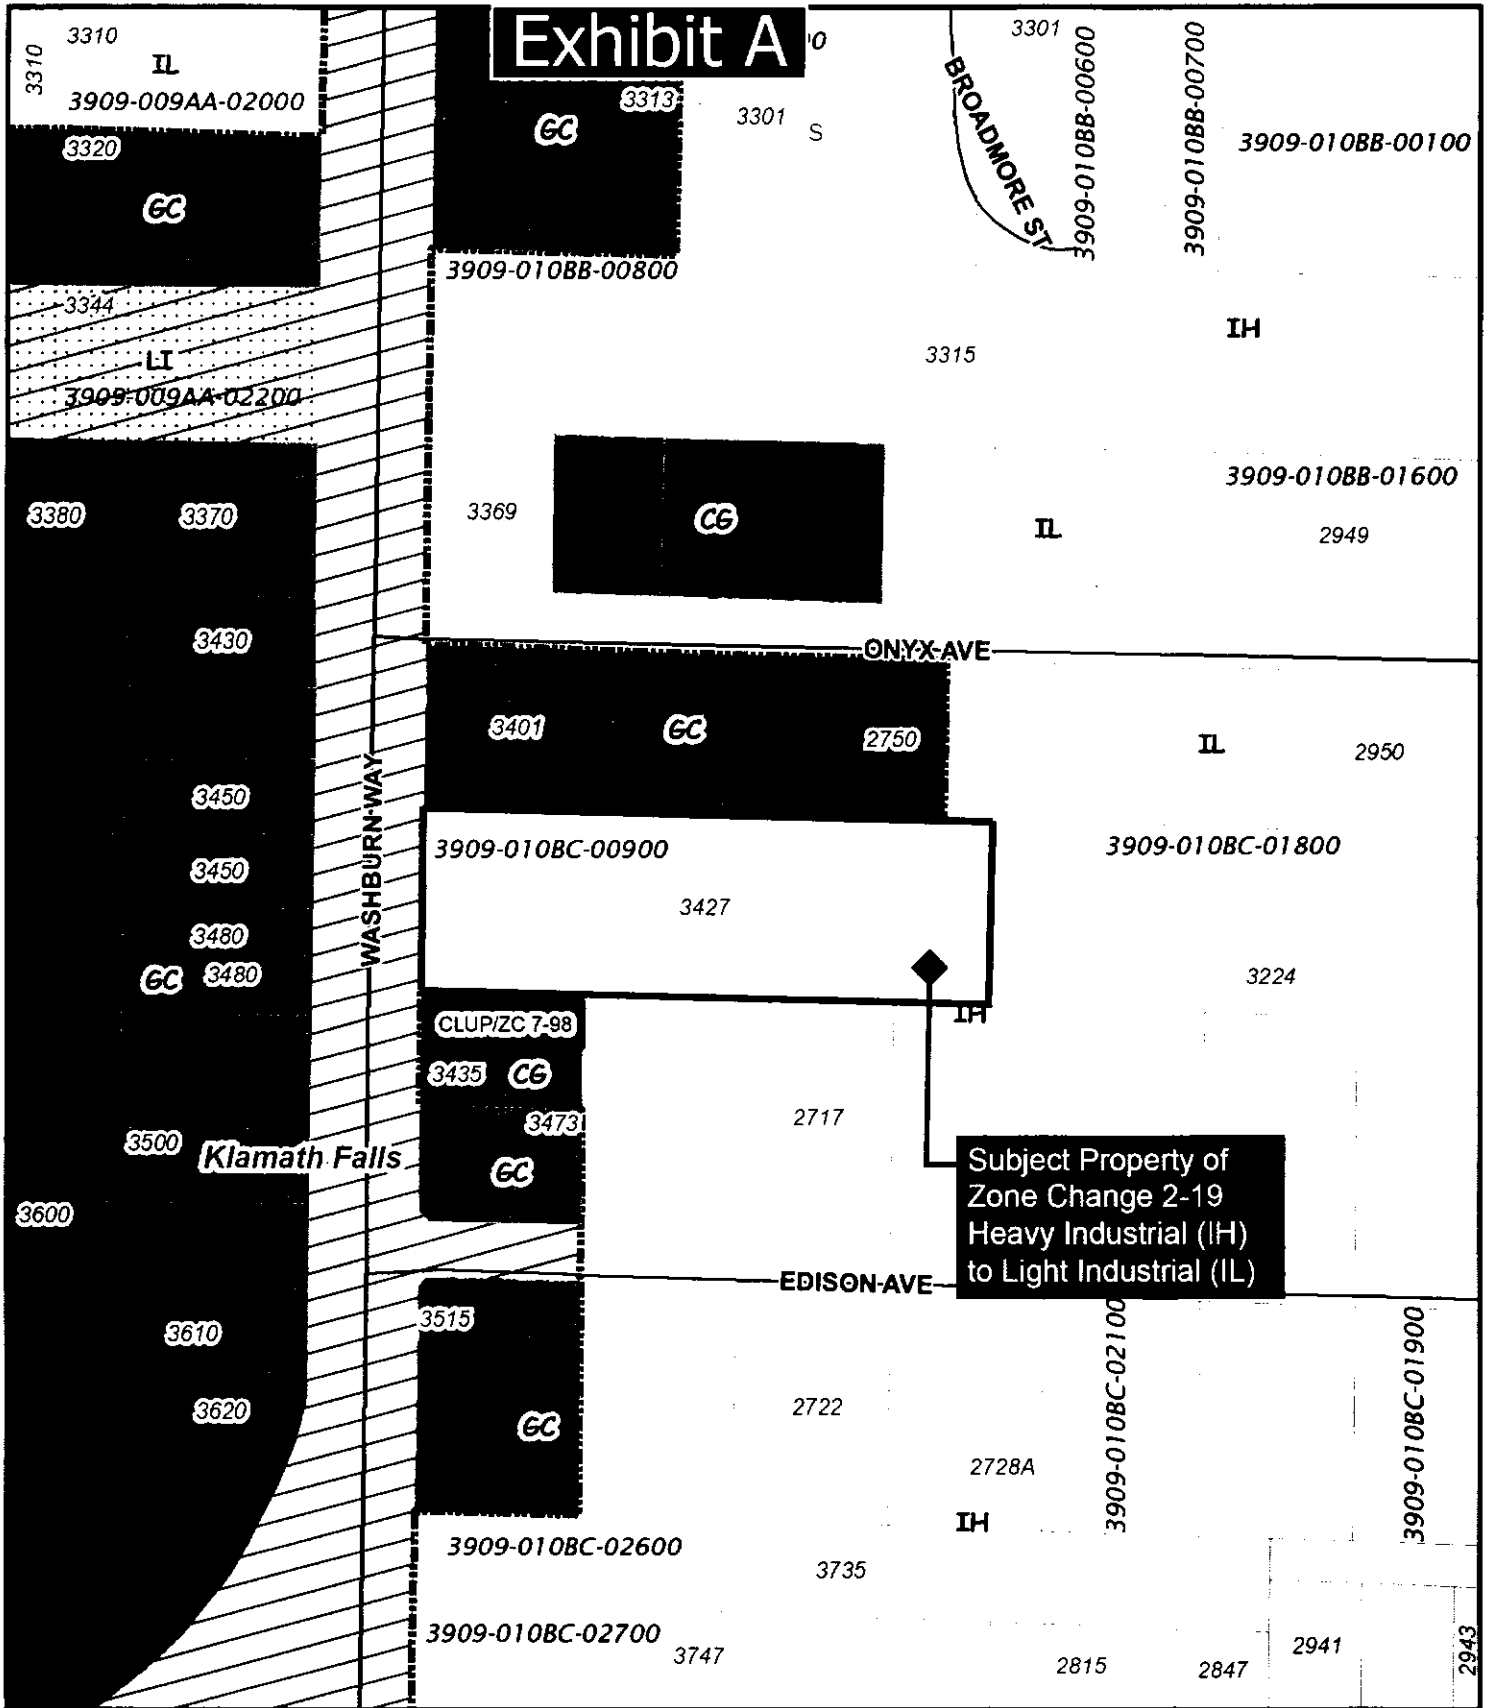 Exhibit A
3310
3310
IL
3909-009AA-02000
3320
GC
3344
LI
3909-009AA-02200
3313
GC
3301
S
3301
BROADMORE ST
3909-010BB-00600
3909-010BB-00700
3909-010BB-00100
3909-010BB-00800
IH
3315
3380
3370
3369
CG
IL
3909-010BB-01600
2949
3430
ONYX AVE
3401
GC
2750
IL
2950
3450
WASHBURN WAY
3909-010BC-00900
3909-010BC-01800
3450
3427
3480
GC
3480
3224
IH
CLUP/ZC 7-98
3435
CG
3473
GC
2717
3500
Klamath Falls
3600
Subject Property of
Zone Change 2-19
Heavy Industrial (IH)
to Light Industrial (IL)
EDISON AVE
3515
3610
3620
GC
2722
3909-010BC-02100
3909-010BC-01900
2728A
IH
3909-010BC-02600
3735
3909-010BC-02700
3747
2815
2847
2941
2943